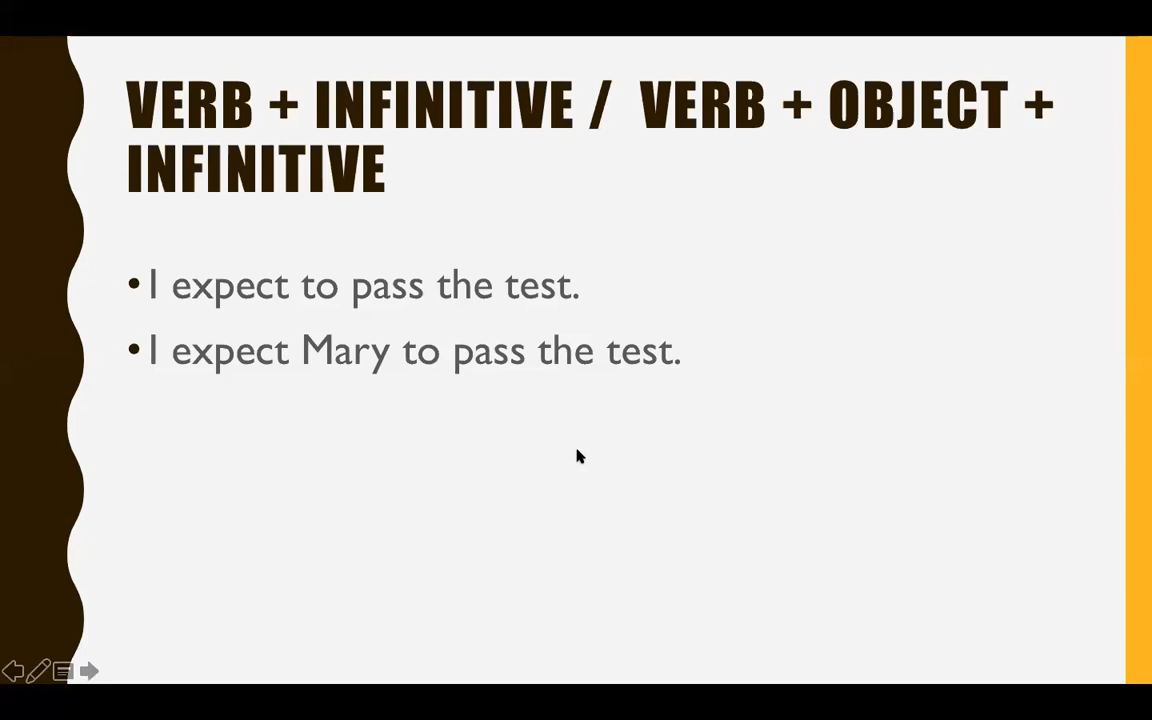 VERB + INFINITIVE / VERB + OBJECT +
INFINITIVE
•I expect to pass the test.
•I expect Mary to pass the test.